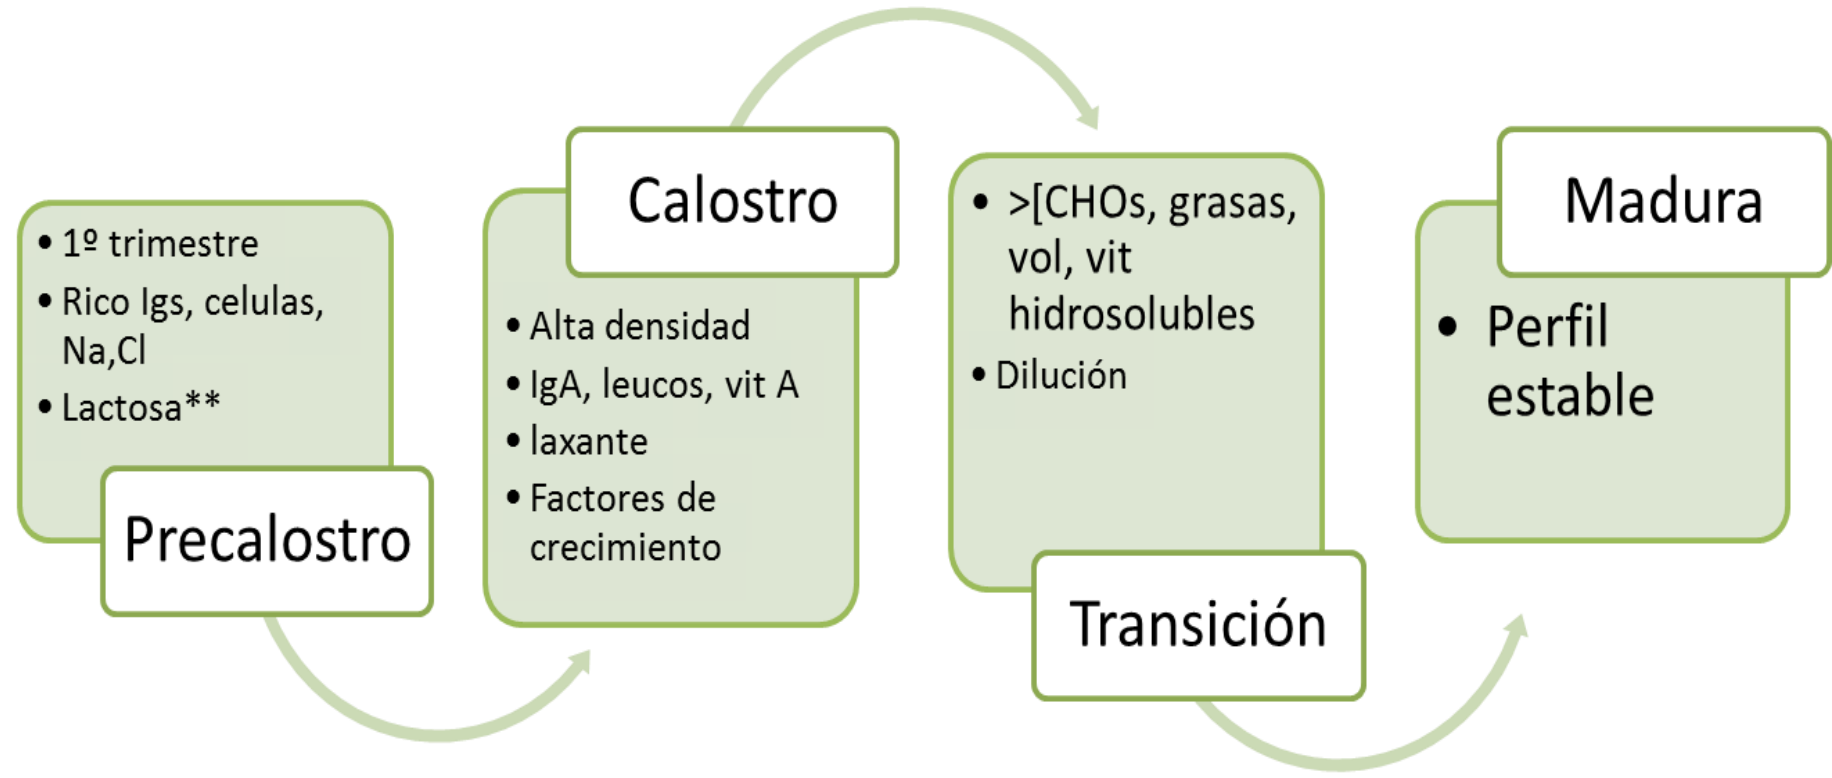 • 1º trimestre
• Rico Igs, celulas,
Na,Cl
• Lactosa**
Precalostro
Calostro
• Alta densidad
• IgA, leucos, vit A
• laxante
• Factores de
crecimiento
• >[CHOs, grasas,
vol, vit
hidrosolubles
• Dilución
Transición
Madura
• Perfil
estable